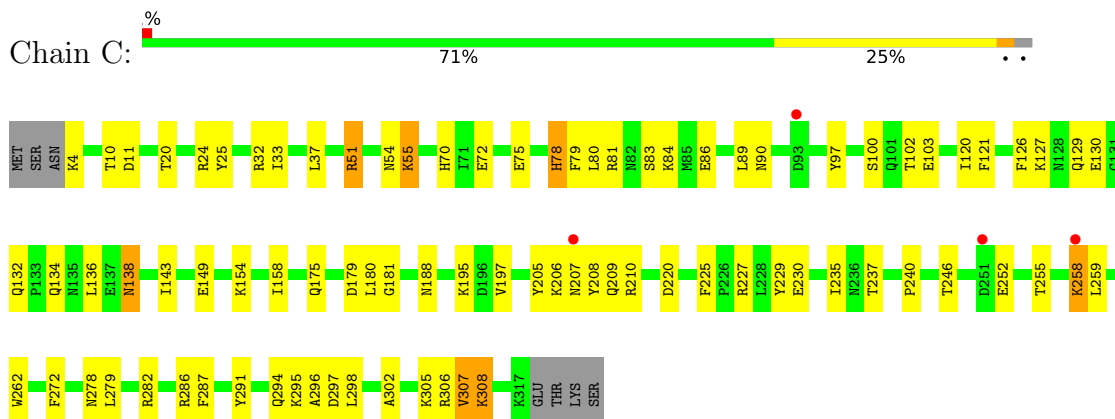 %
Chain C:
71% 25% . .
MET SER ASN K4 T10 D11 T20 R24 Y25 R32 I33 L37 R51 N54 K55 H70 I71 E72 E75 H78 F79 L80 R81 N82 S83 K84 M85 E86 L89 N90 D93 Y97 S100 Q101 T102 E103 I120 F121 F126 K127 N128 Q129 E130 G131
Q132 P133 Q134 N135 L136 E137 N138 I143 E149 K154 I158 Q175 D179 L180 G181 N188 K195 D196 V197 Y205 K206 N207 Y208 Q209 R210 D220 F225 P226 R227 L228 Y229 E230 I235 N236 T237 P240 T246 D251 E252 T255 K258 L259
W262 F272 N278 L279 R282 R286 F287 Y291 Q294 K295 A296 D297 L298 A302 K305 R306 V307 K308 K317 GLU THR LYS SER